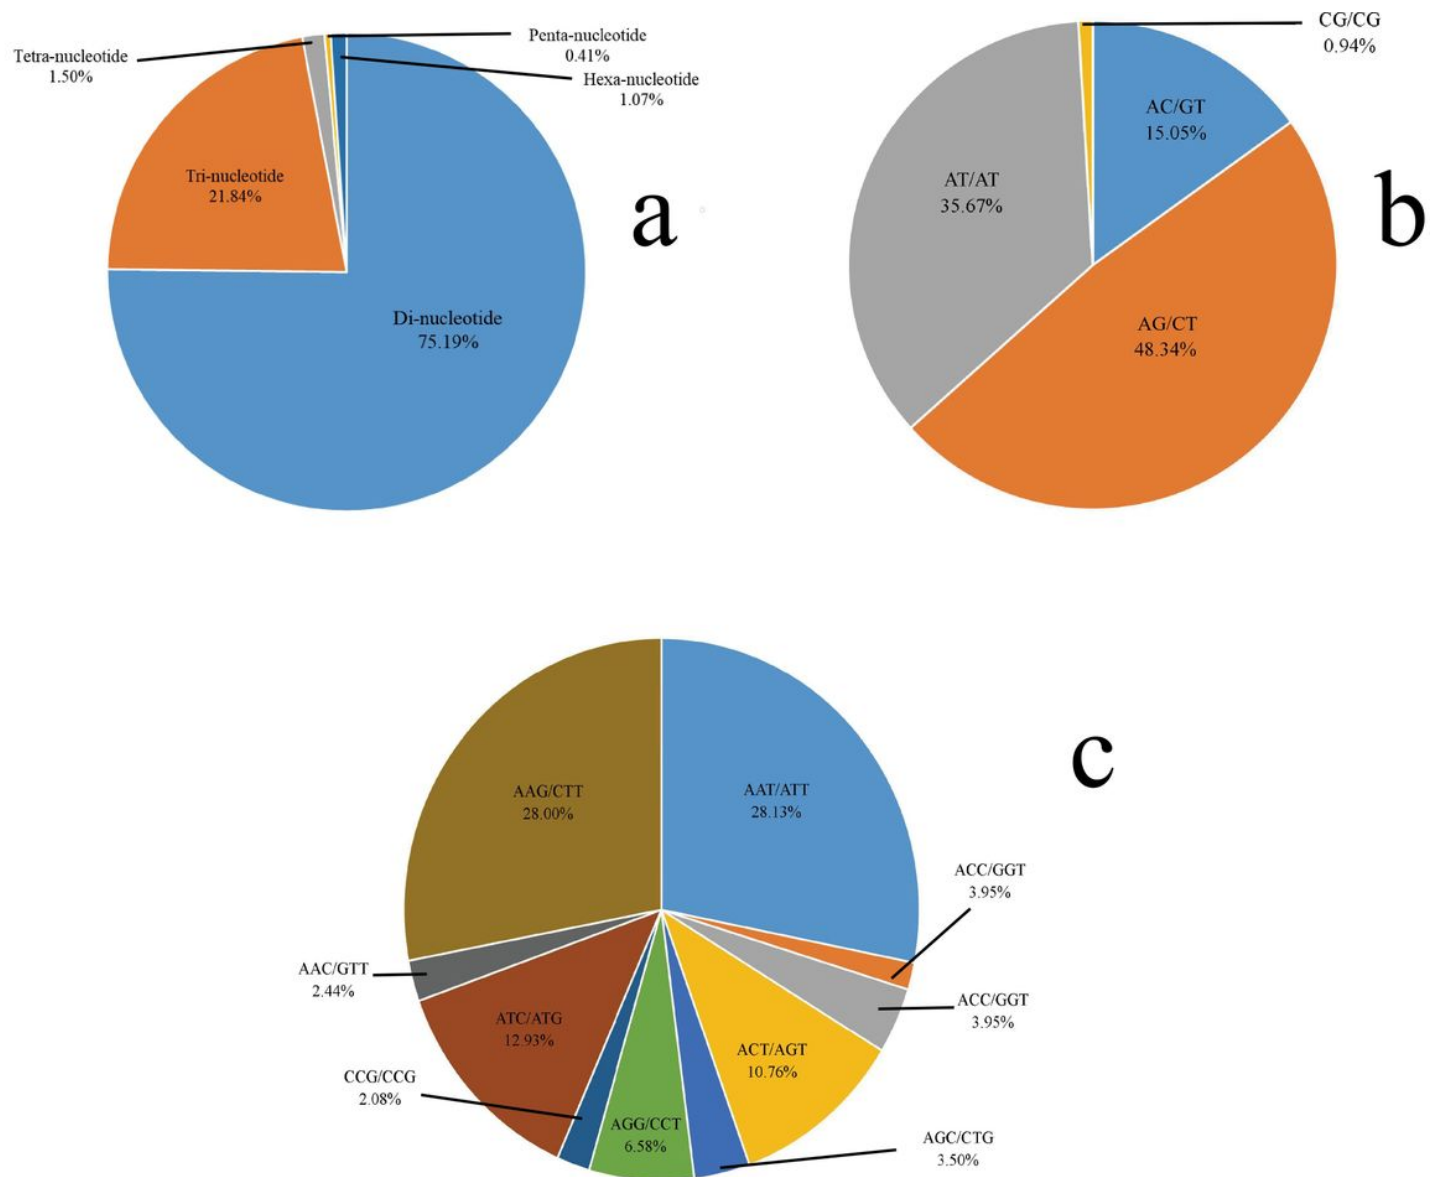 Tetra-nucleotide
1.50%
Penta-nucleotide
0.41%
Hexa-nucleotide
1.07%
Tri-nucleotide
21.84%
Di-nucleotide
75.19%
a
CG/CG
0.94%
AC/GT
15.05%
AT/AT
35.67%
AG/CT
48.34%
b
AAG/CTT
28.00%
AAT/ATT
28.13%
c
ACC/GGT
3.95%
ACC/GGT
3.95%
AAC/GTT
2.44%
ATC/ATG
12.93%
ACT/AGT
10.76%
CCG/CCG
2.08%
AGG/CCT
6.58%
AGC/CTG
3.50%